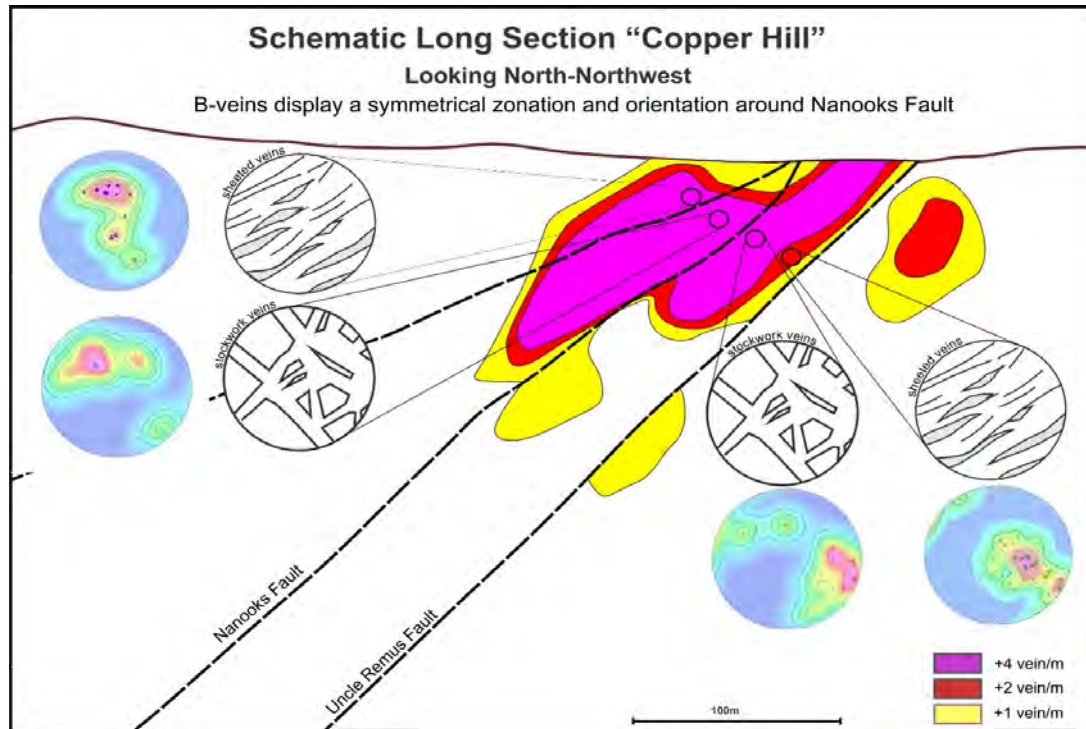 Schematic Long Section “Copper Hill”
Looking North-Northwest
B-veins display a symmetrical zonation and orientation around Nanooks Fault
sheeted veins
stockwork veins
stockwork veins
sheeted veins
Nanooks Fault
Uncle Remus Fault
+4 vein/m
+2 vein/m
+1 vein/m
100m